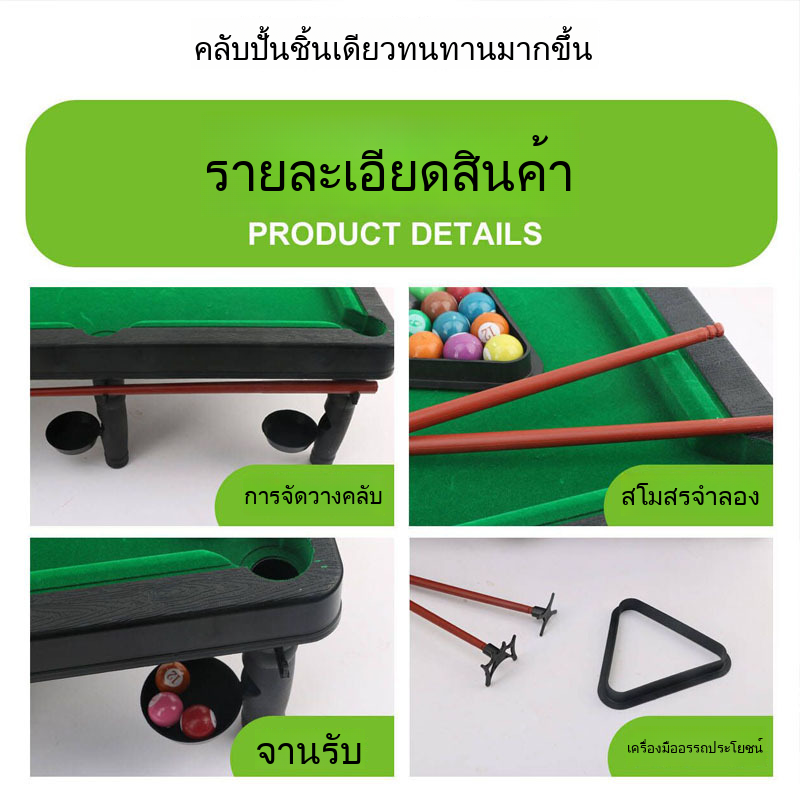 คลับปั้นชิ้นเดียวทนทานมากขึ้น
รายละเอียดสินค้า
PRODUCT DETAILS
การจัดวางคลับ
สโมสรจำลอง
จานรับ
เครื่องมืออรรถประโยชน์
12
12